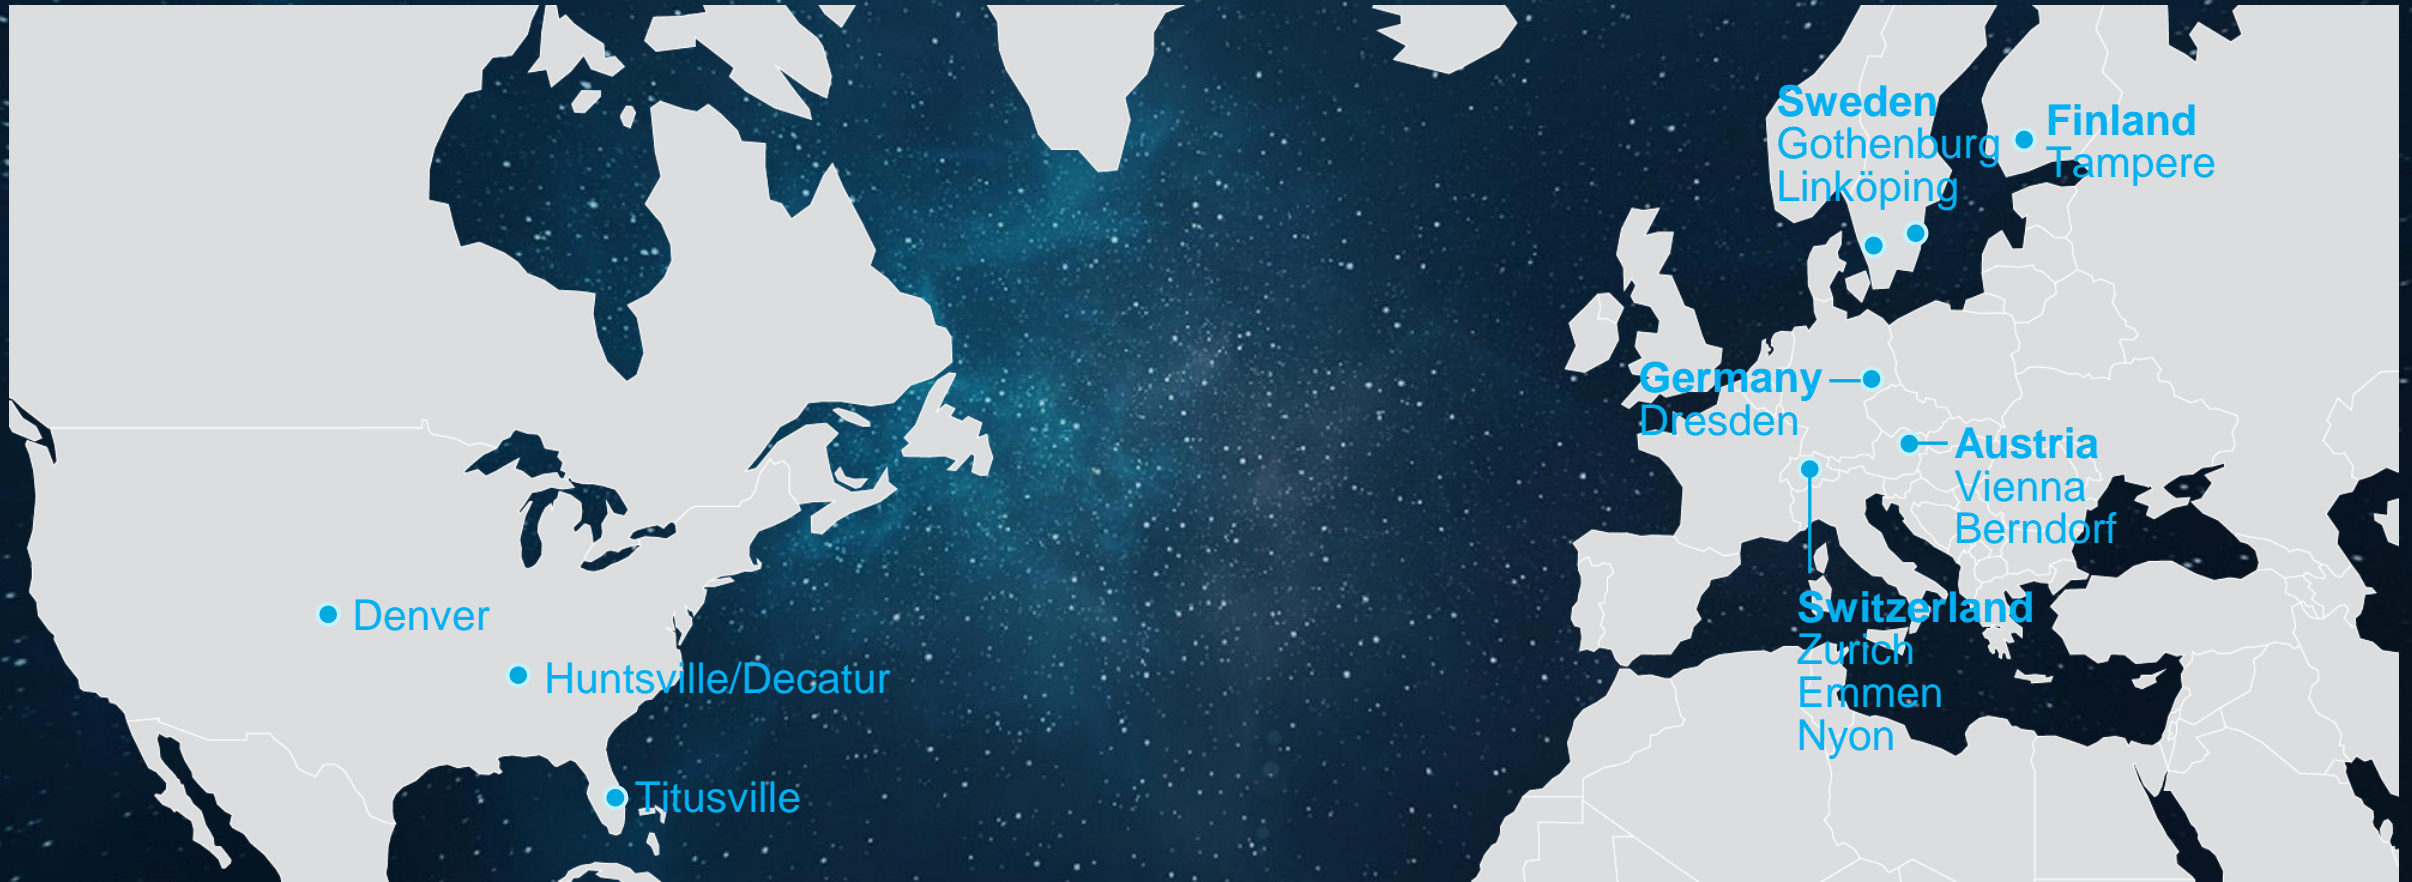 Sweden
Gothenburg
Linköping
Finland
Tampere
Germany
Dresden
Austria
Vienna
Berndorf
Switzerland
Zurich
Emmen
Nyon
Denver
Huntsville/Decatur
Titusville